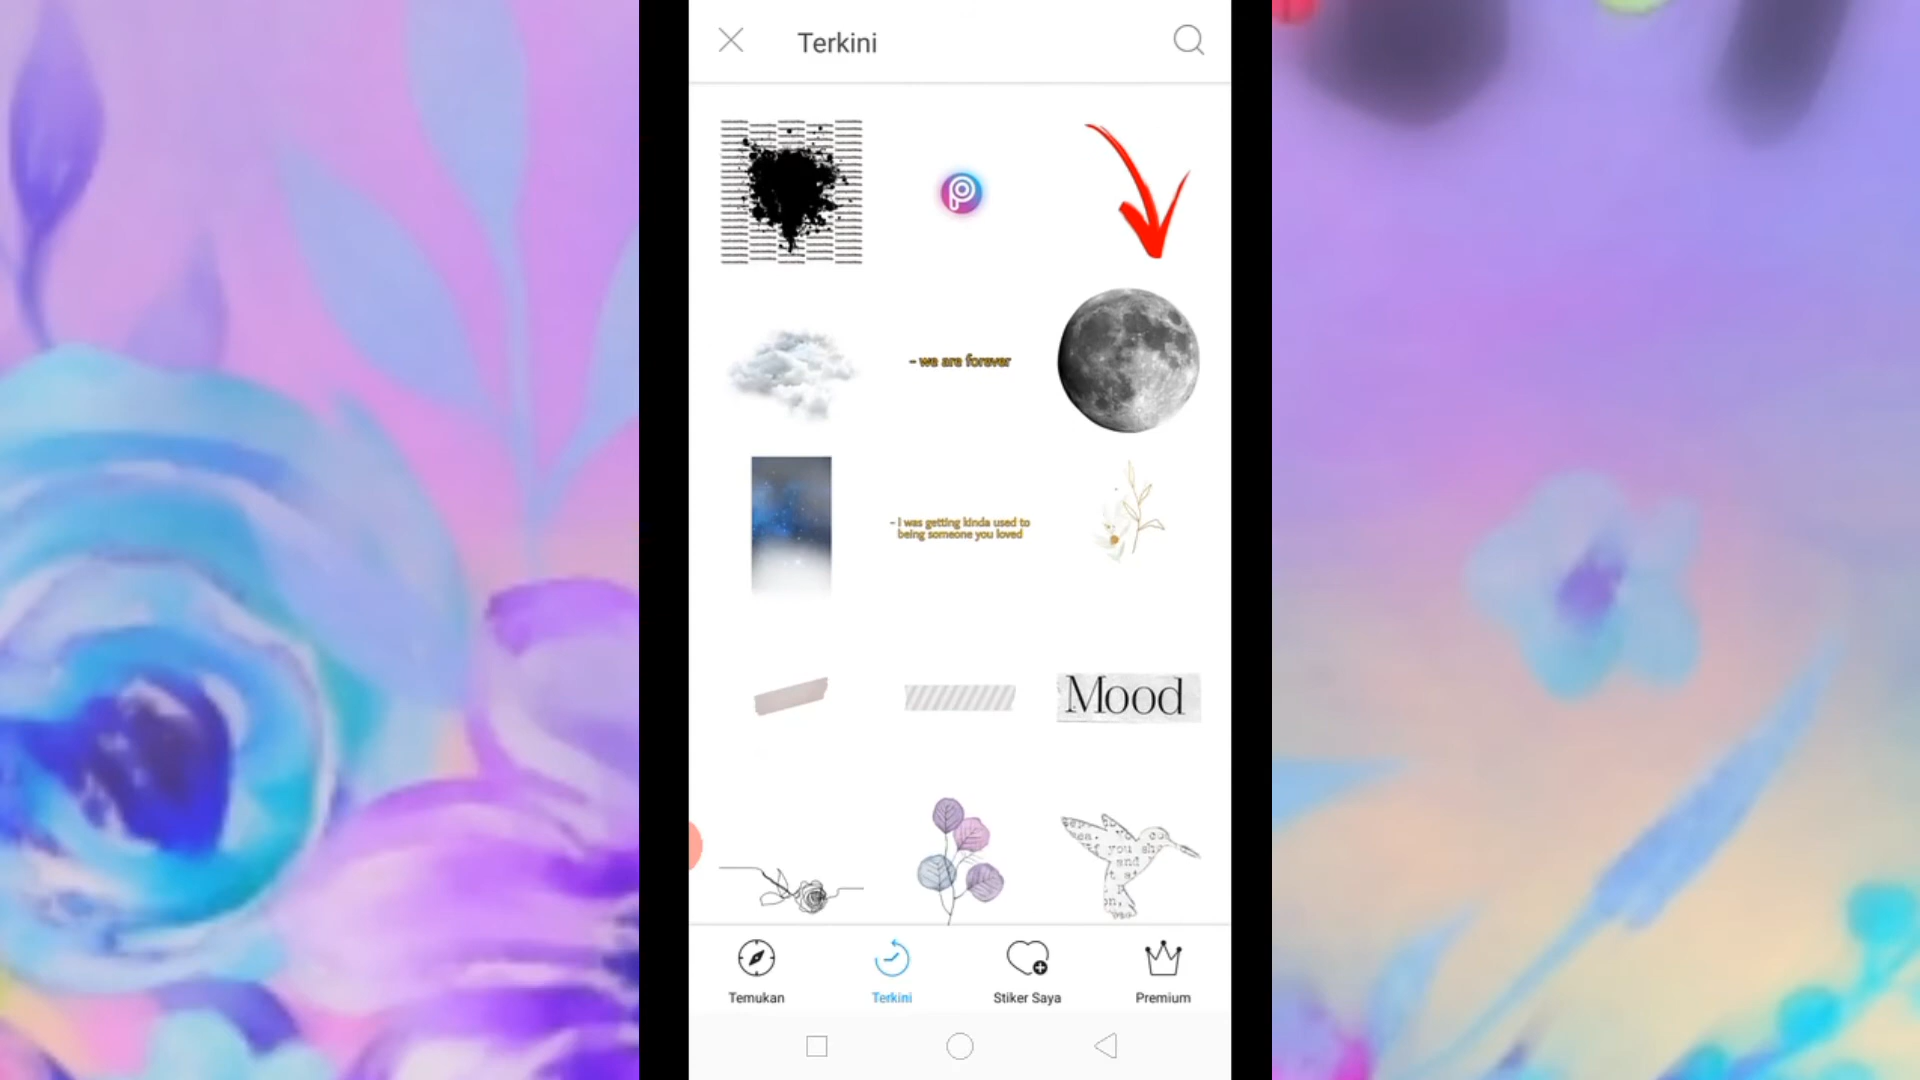 Terkini
- we are forever
- I was getting kinda used to
being someone you loved
Mood
Temukan
Terkini
Stiker Saya
Premium